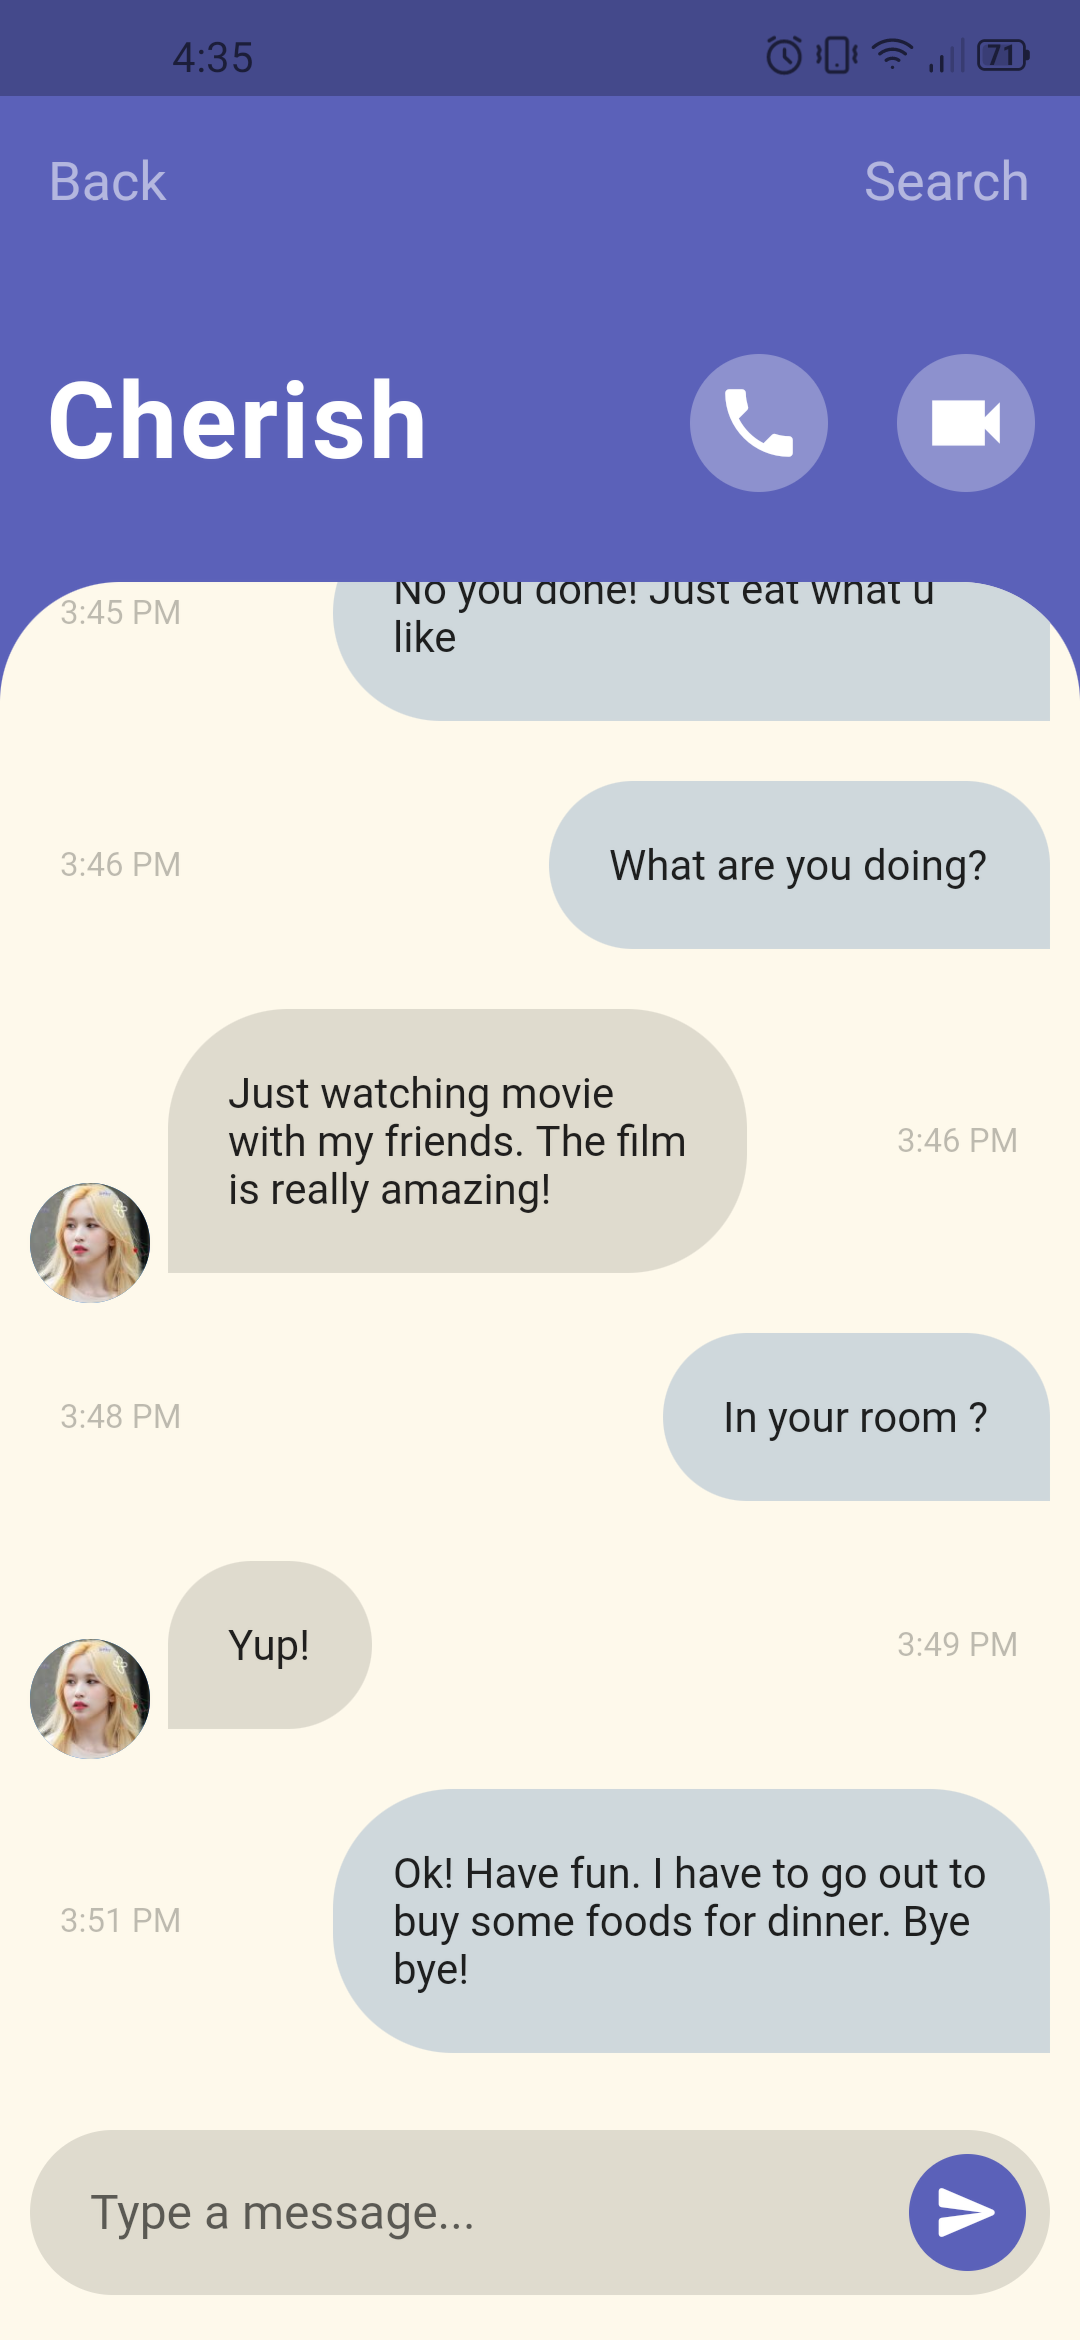 4:35
71
Back
Search
Cherish
3:45 PM
No you done! Just eat what u
like
3:46 PM
What are you doing?
Just watching movie
with my friends. The film
is really amazing!
3:46 PM
3:48 PM
In your room ?
Yup!
3:49 PM
3:51 PM
Ok! Have fun. I have to go out to
buy some foods for dinner. Bye
bye!
Type a message...